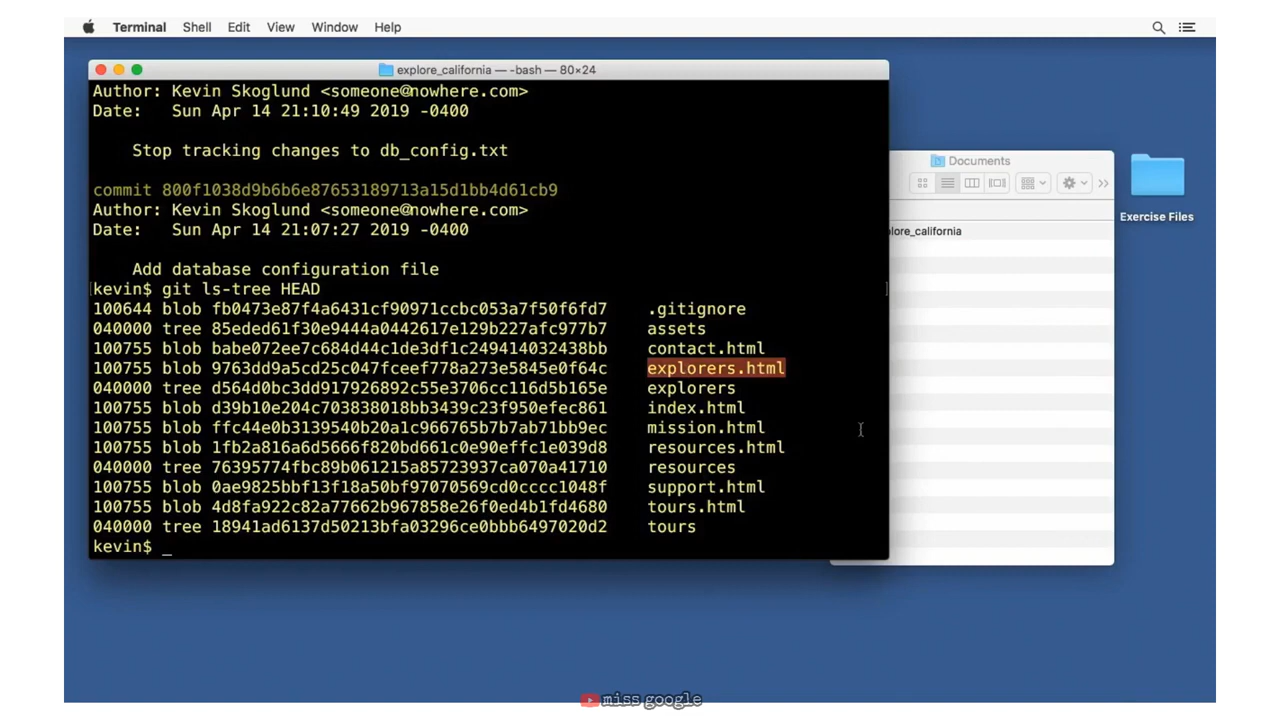 Terminal Shell Edit View Window Help
explore_california — -bash — 80×24
Author: Kevin Skoglund <someone@nowhere.com>
Date:   Sun Apr 14 21:10:49 2019 -0400
Stop tracking changes to db_config.txt
commit 800f1038d9b6b6e87653189713a15d1bb4d61cb9
Author: Kevin Skoglund <someone@nowhere.com>
Date:   Sun Apr 14 21:07:27 2019 -0400
Add database configuration file
[kevin$ git ls-tree HEAD ]
100644 blob fb0473e87f4a6431cf90971ccbc053a7f50f6fd7    .gitignore
040000 tree 85eded61f30e9444a0442617e129b227afc977b7    assets
100755 blob babe072ee7c684d44c1de3df1c249414032438bb    contact.html
100755 blob 9763dd9a5cd25c047fceef778a273e5845e0f64c    explorers.html
040000 tree d564d0bc3dd917926892c55e3706cc116d5b165e    explorers
100755 blob d39b10e204c703838018bb3439c23f950efec861    index.html
100755 blob ffc44e0b3139540b20a1c966765b7b7ab71bb9ec    mission.html
100755 blob 1fb2a816a6d5666f820bd661c0e90effc1e039d8    resources.html
040000 tree 76395774fbc89b061215a85723937ca070a41710    resources
100755 blob 0ae9825bbf13f18a50bf97070569cd0cccc1048f    support.html
100755 blob 4d8fa922c82a77662b967858e26f0ed4b1fd4680    tours.html
040000 tree 18941ad6137d50213bfa03296ce0bbb6497020d2    tours
kevin$ _
Documents
plore_california
Exercise Files
miss google